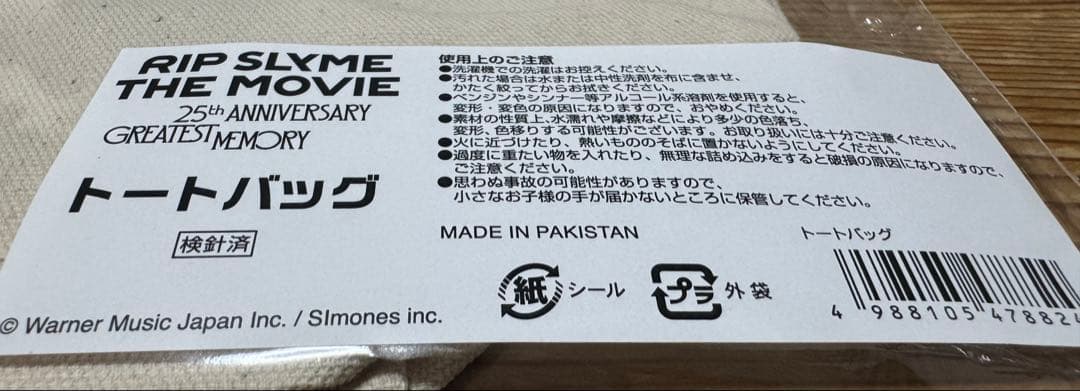 RIP SLYME
THE MOVIE
25th ANNIVERSARY
GREATEST MEMORY
トートバッグ
検針済
© Warner Music Japan Inc. / SImones inc.
使用上のご注意
●洗濯機での洗濯はお控えください。
●汚れた場合は水または中性洗剤を布に含ませ、
かたく絞ってからお拭きください。
●ベンジンやシンナー等アルコール系溶剤を使用すると、
変形・変色の原因になりますので、おやめください。
●素材の性質上、水濡れや摩擦などにより多少の色落ち、
変形、色移りする可能性がございます。お取り扱いには十分ご注意ください。
●火に近づけたり、熱いもののそばに置かないようにしてください。
●過度に重たい物を入れたり、無理な詰め込みをすると破損の原因になりますので、
ご注意ください。
●思わぬ事故の可能性がありますので、
小さなお子様の手が届かないところに保管してください。
MADE IN PAKISTAN
紙 シール
プラ 外袋
トートバッグ
4 988105 47882